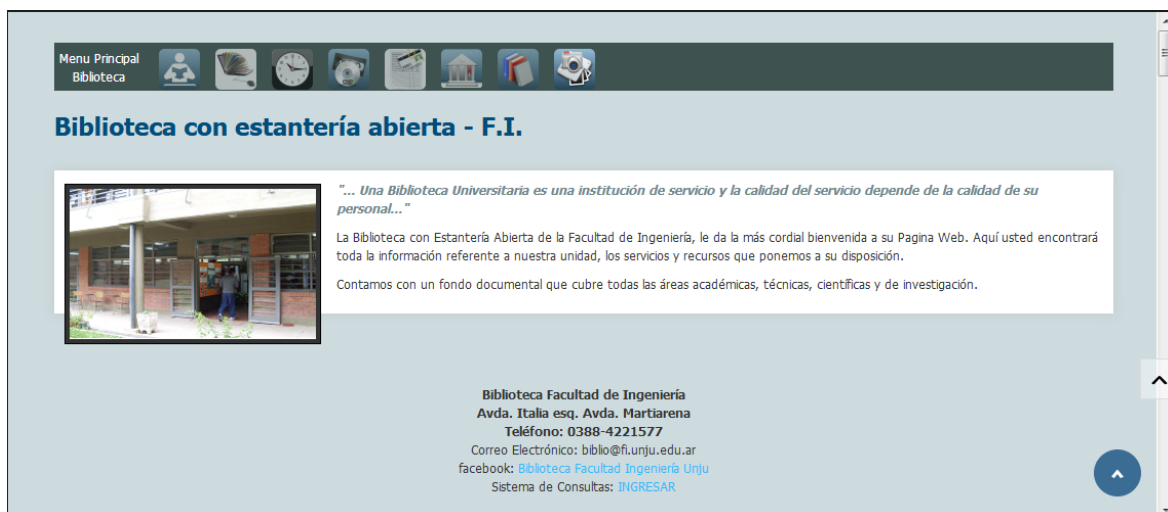 Menu Principal
Biblioteca
Biblioteca con estantería abierta - F.I.
"... Una Biblioteca Universitaria es una institución de servicio y la calidad del servicio depende de la calidad de su
personal..."
La Biblioteca con Estantería Abierta de la Facultad de Ingeniería, le da la más cordial bienvenida a su Pagina Web. Aquí usted encontrará
toda la información referente a nuestra unidad, los servicios y recursos que ponemos a su disposición.
Contamos con un fondo documental que cubre todas las áreas académicas, técnicas, científicas y de investigación.
Biblioteca Facultad de Ingeniería
Avda. Italia esq. Avda. Martiarena
Teléfono: 0388-4221577
Correo Electrónico: biblio@fi.unju.edu.ar
facebook: Biblioteca Facultad Ingeniería Unju
Sistema de Consultas: INGRESAR